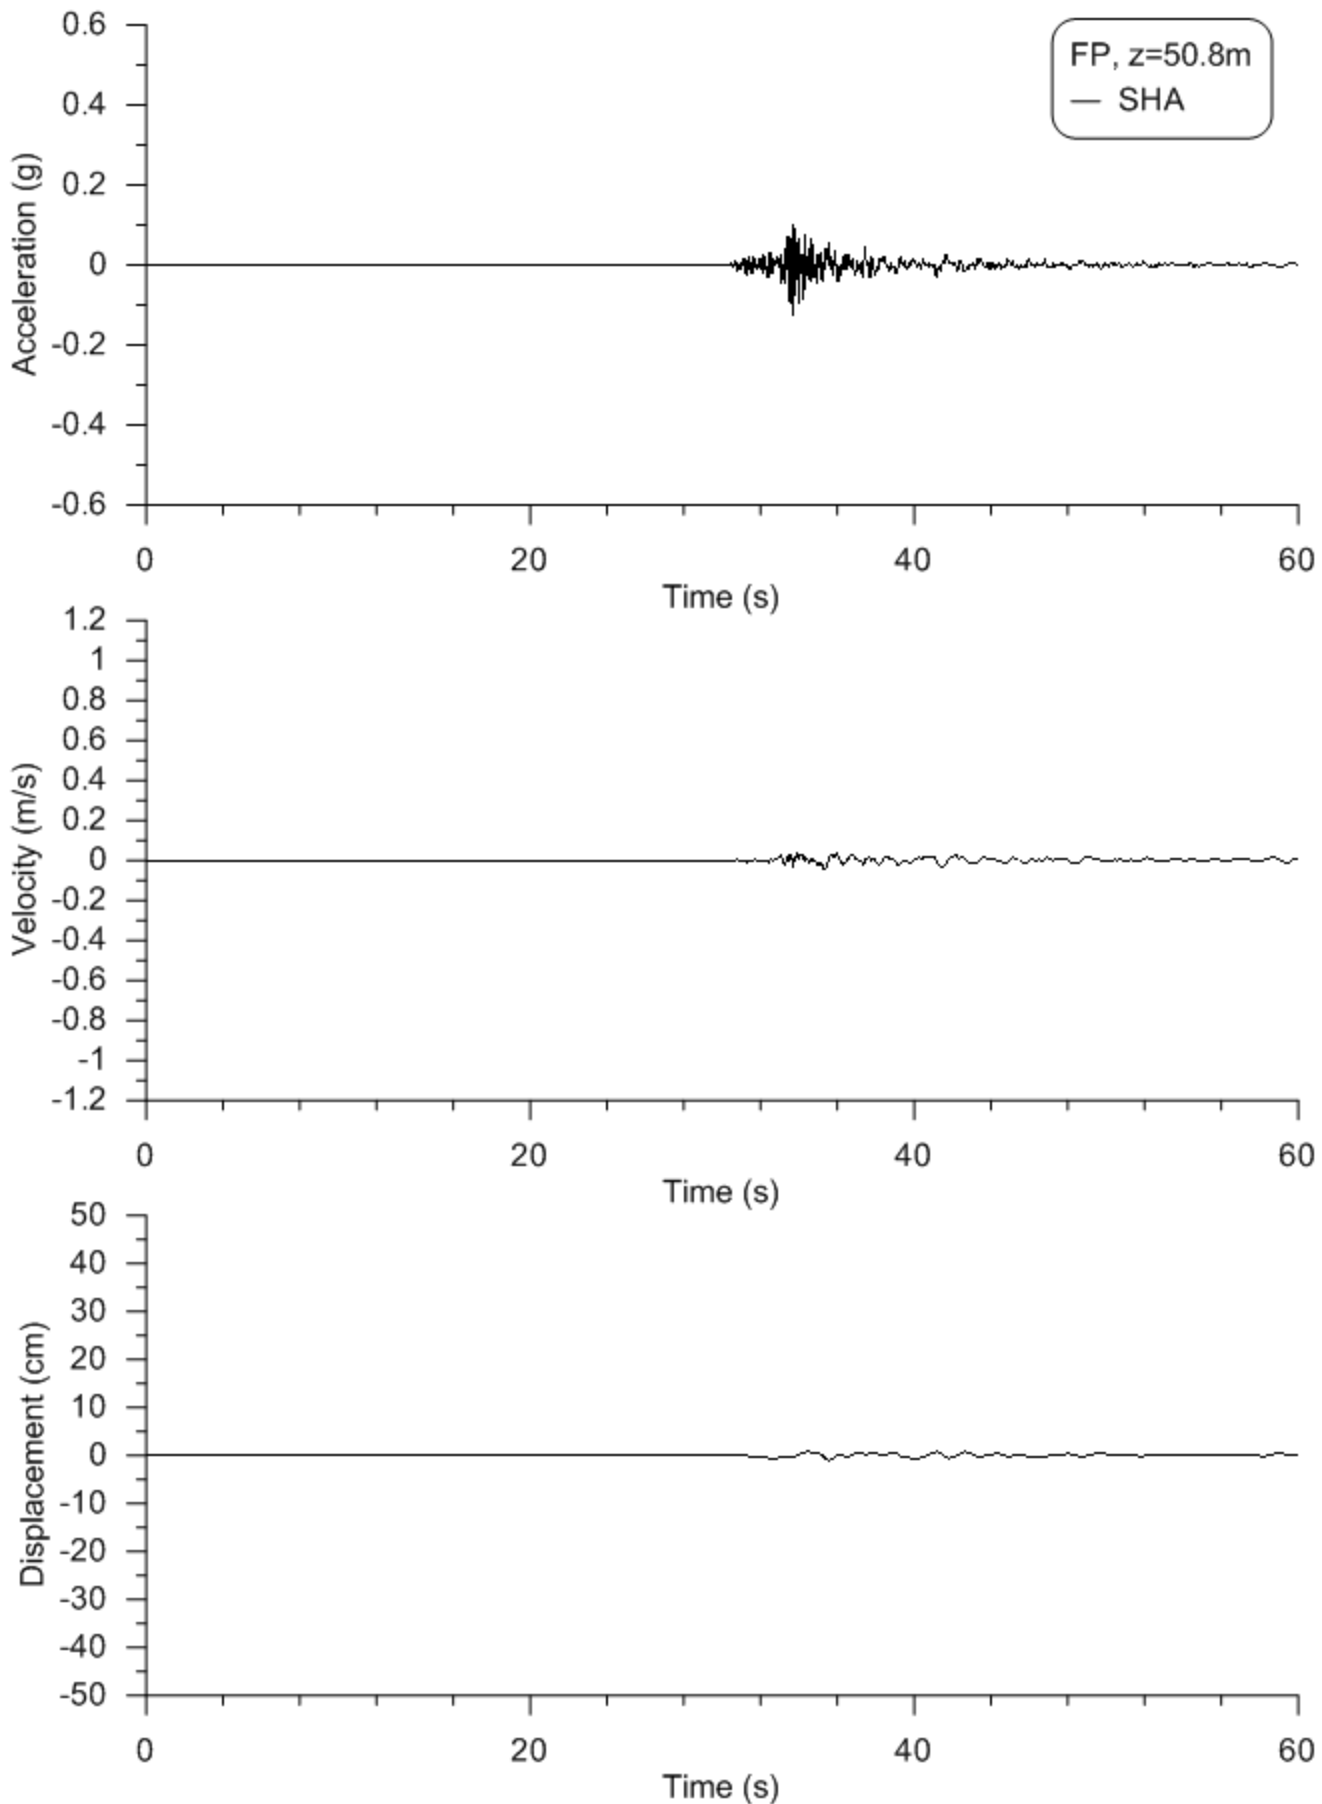 FP, z=50.8m
— SHA
Acceleration (g)
0.6
0.4
0.2
0
-0.2
-0.4
-0.6
0 20 40 60
Time (s)
Velocity (m/s)
1.2
1
0.8
0.6
0.4
0.2
0
-0.2
-0.4
-0.6
-0.8
-1
-1.2
0 20 40 60
Time (s)
Displacement (cm)
50
40
30
20
10
0
-10
-20
-30
-40
-50
0 20 40 60
Time (s)